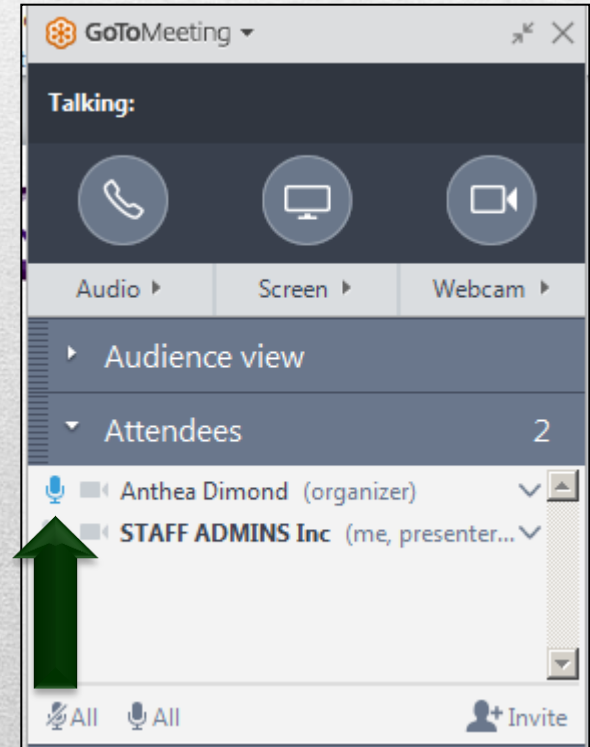 GoToMeeting
Talking:
Audio Screen Webcam
Audience view
Attendees 2
Anthea Dimond (organizer)
STAFF ADMINS Inc (me, presenter...
All All Invite